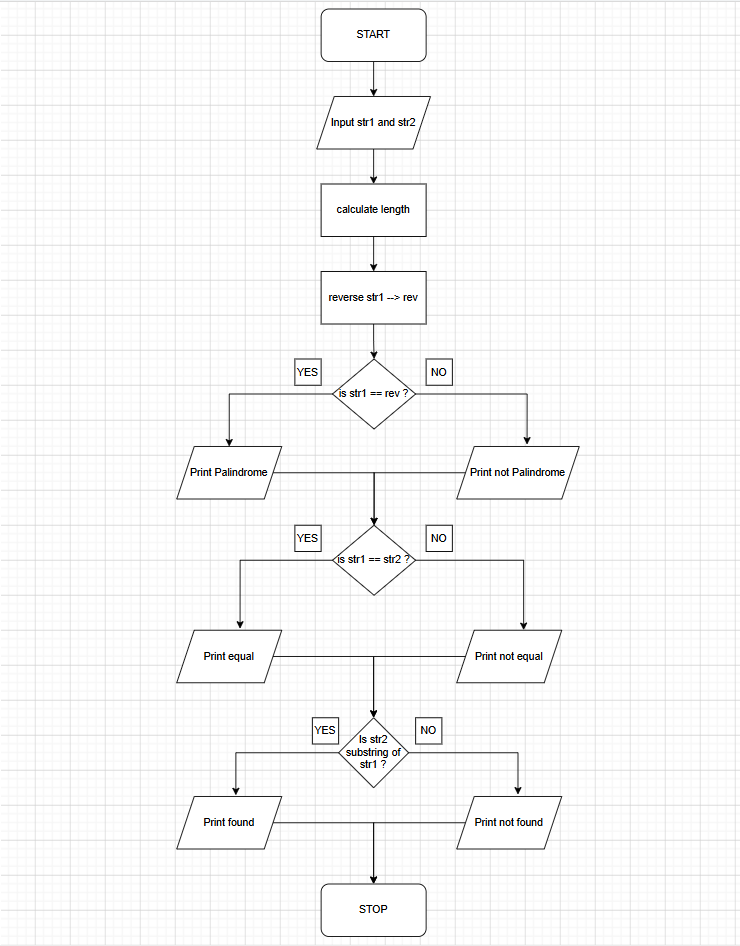 START
Input str1 and str2
calculate length
reverse str1 --> rev
YES
NO
is str1 == rev ?
Print Palindrome
Print not Palindrome
YES
NO
is str1 == str2 ?
Print equal
Print not equal
YES
NO
Is str2
substring of
str1 ?
Print found
Print not found
STOP